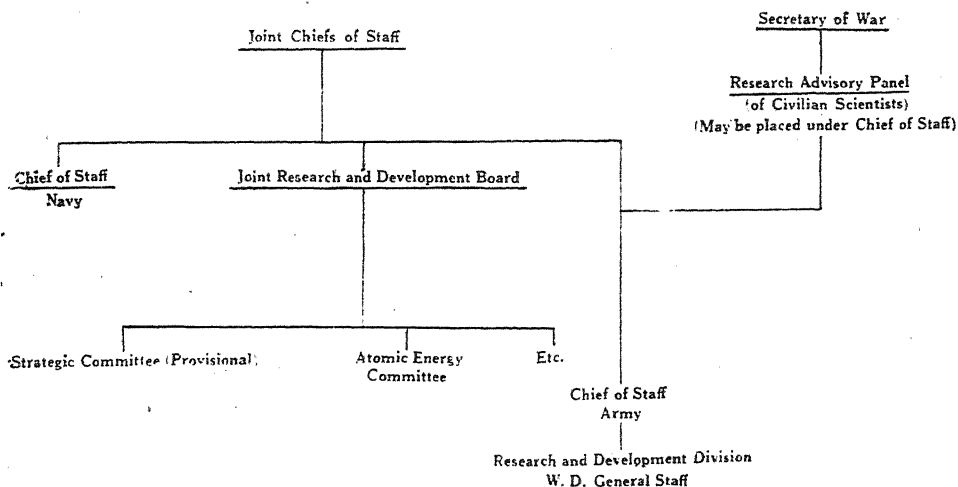 Joint Chiefs of Staff
Secretary of War
Research Advisory Panel
(of Civilian Scientists)
(May be placed under Chief of Staff)
Chief of Staff
Navy
Joint Research and Development Board
Strategic Committee (Provisional)
Atomic Energy
Committee
Etc.
Chief of Staff
Army
Research and Development Division
W. D. General Staff